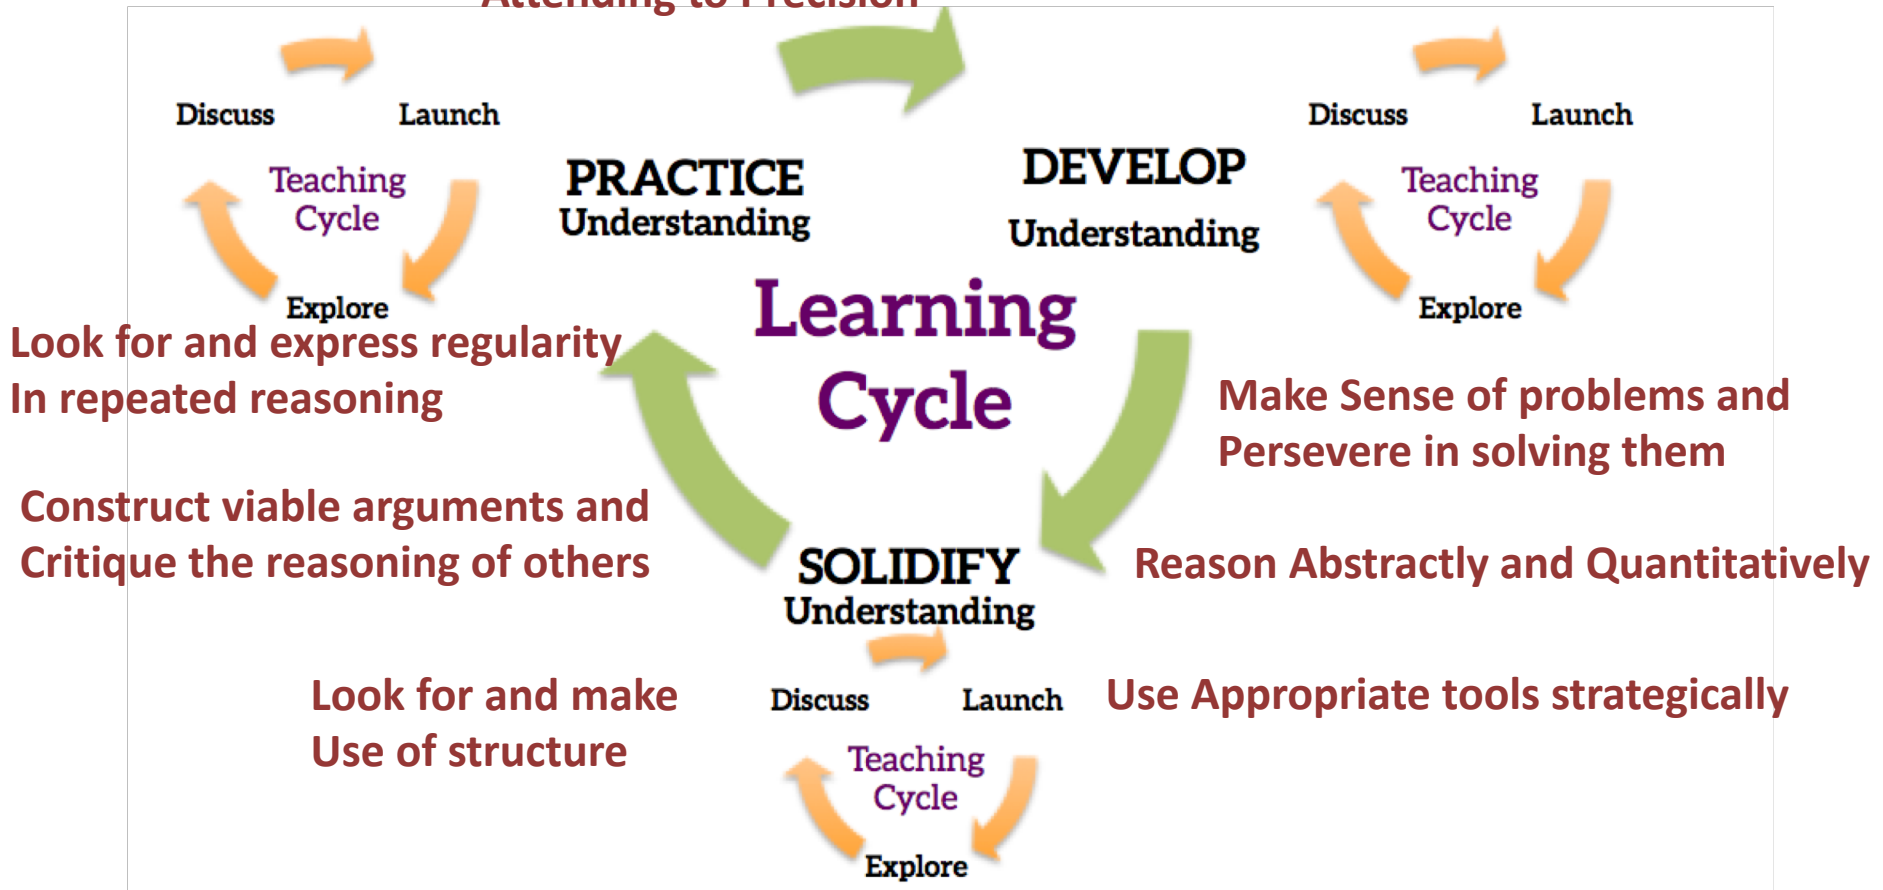 Attending to Precision
Discuss
Launch
Teaching
Cycle
Explore
PRACTICE
Understanding
DEVELOP
Understanding
Discuss
Launch
Teaching
Cycle
Explore
Learning
Cycle
Look for and express regularity
In repeated reasoning
Make Sense of problems and
Persevere in solving them
Construct viable arguments and
Critique the reasoning of others
SOLIDIFY
Understanding
Reason Abstractly and Quantitatively
Look for and make
Use of structure
Discuss
Launch
Teaching
Cycle
Explore
Use Appropriate tools strategically